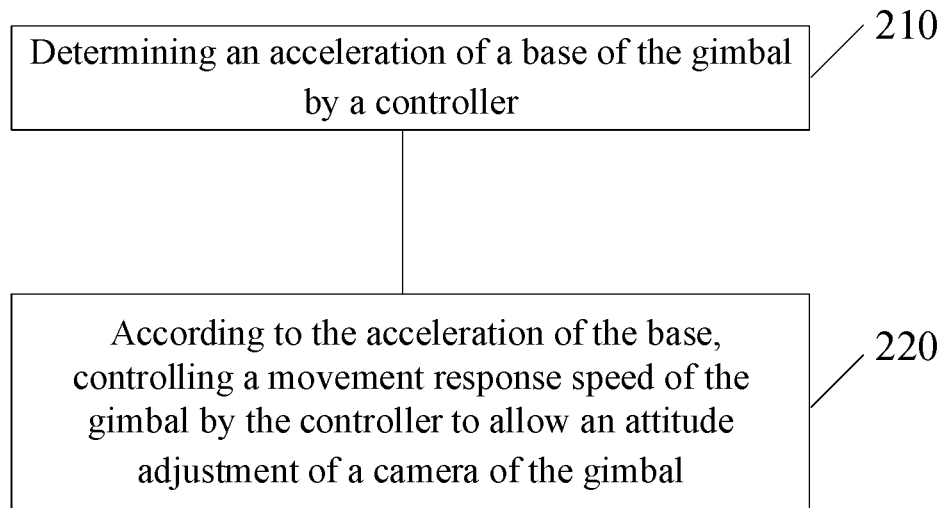 Determining an acceleration of a base of the gimbal
by a controller
210
According to the acceleration of the base,
controlling a movement response speed of the
gimbal by the controller to allow an attitude
adjustment of a camera of the gimbal
220